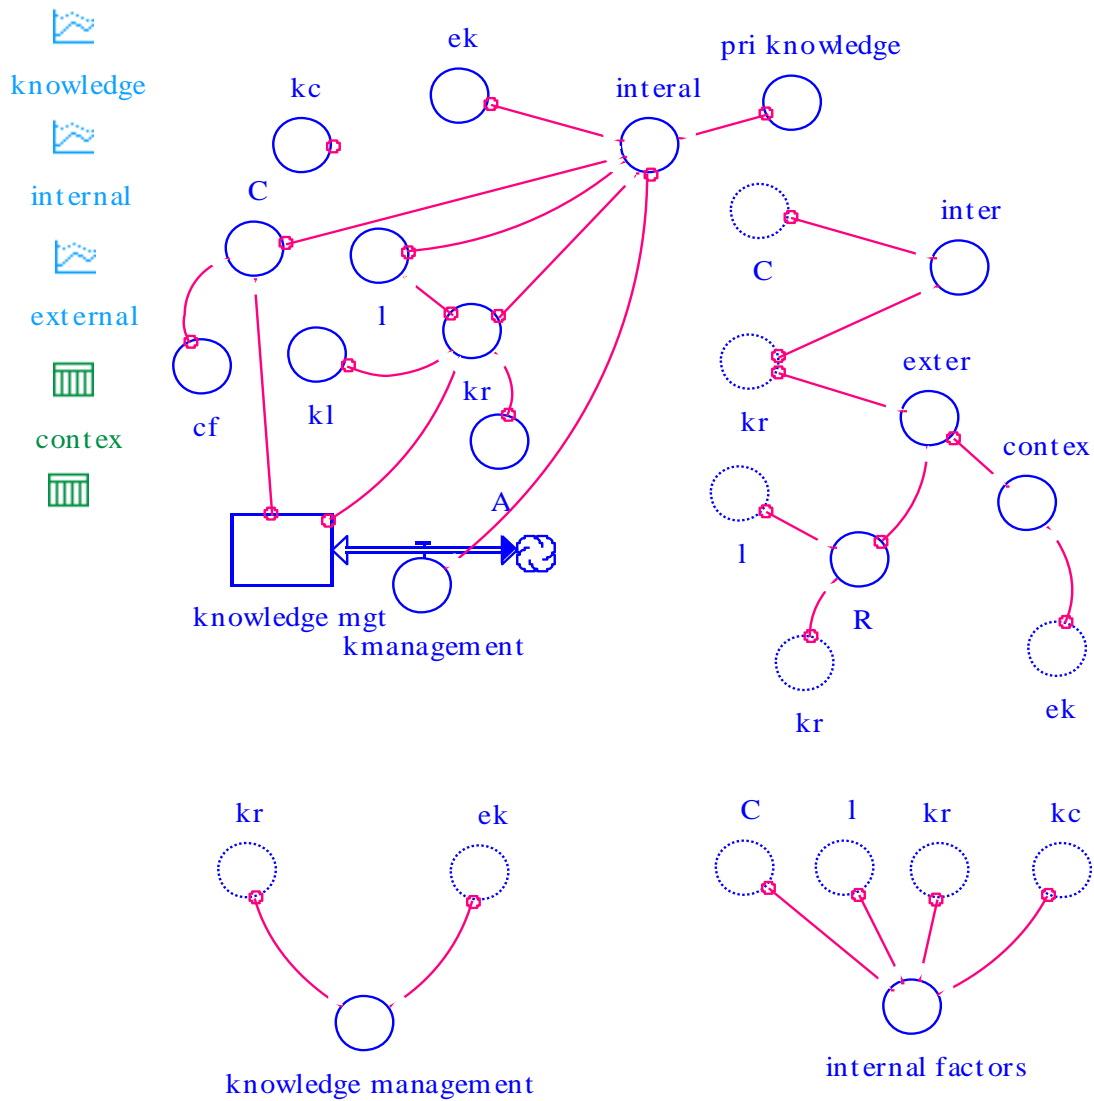 knowledge
internal
external
contex
ek
pri knowledge
kc
interal
C
l
kl
kr
cf
A
knowledge mgt
kmanagement
C
inter
kr
exter
contex
l
R
kr
ek
kr
ek
knowledge management
C
l
kr
kc
internal factors